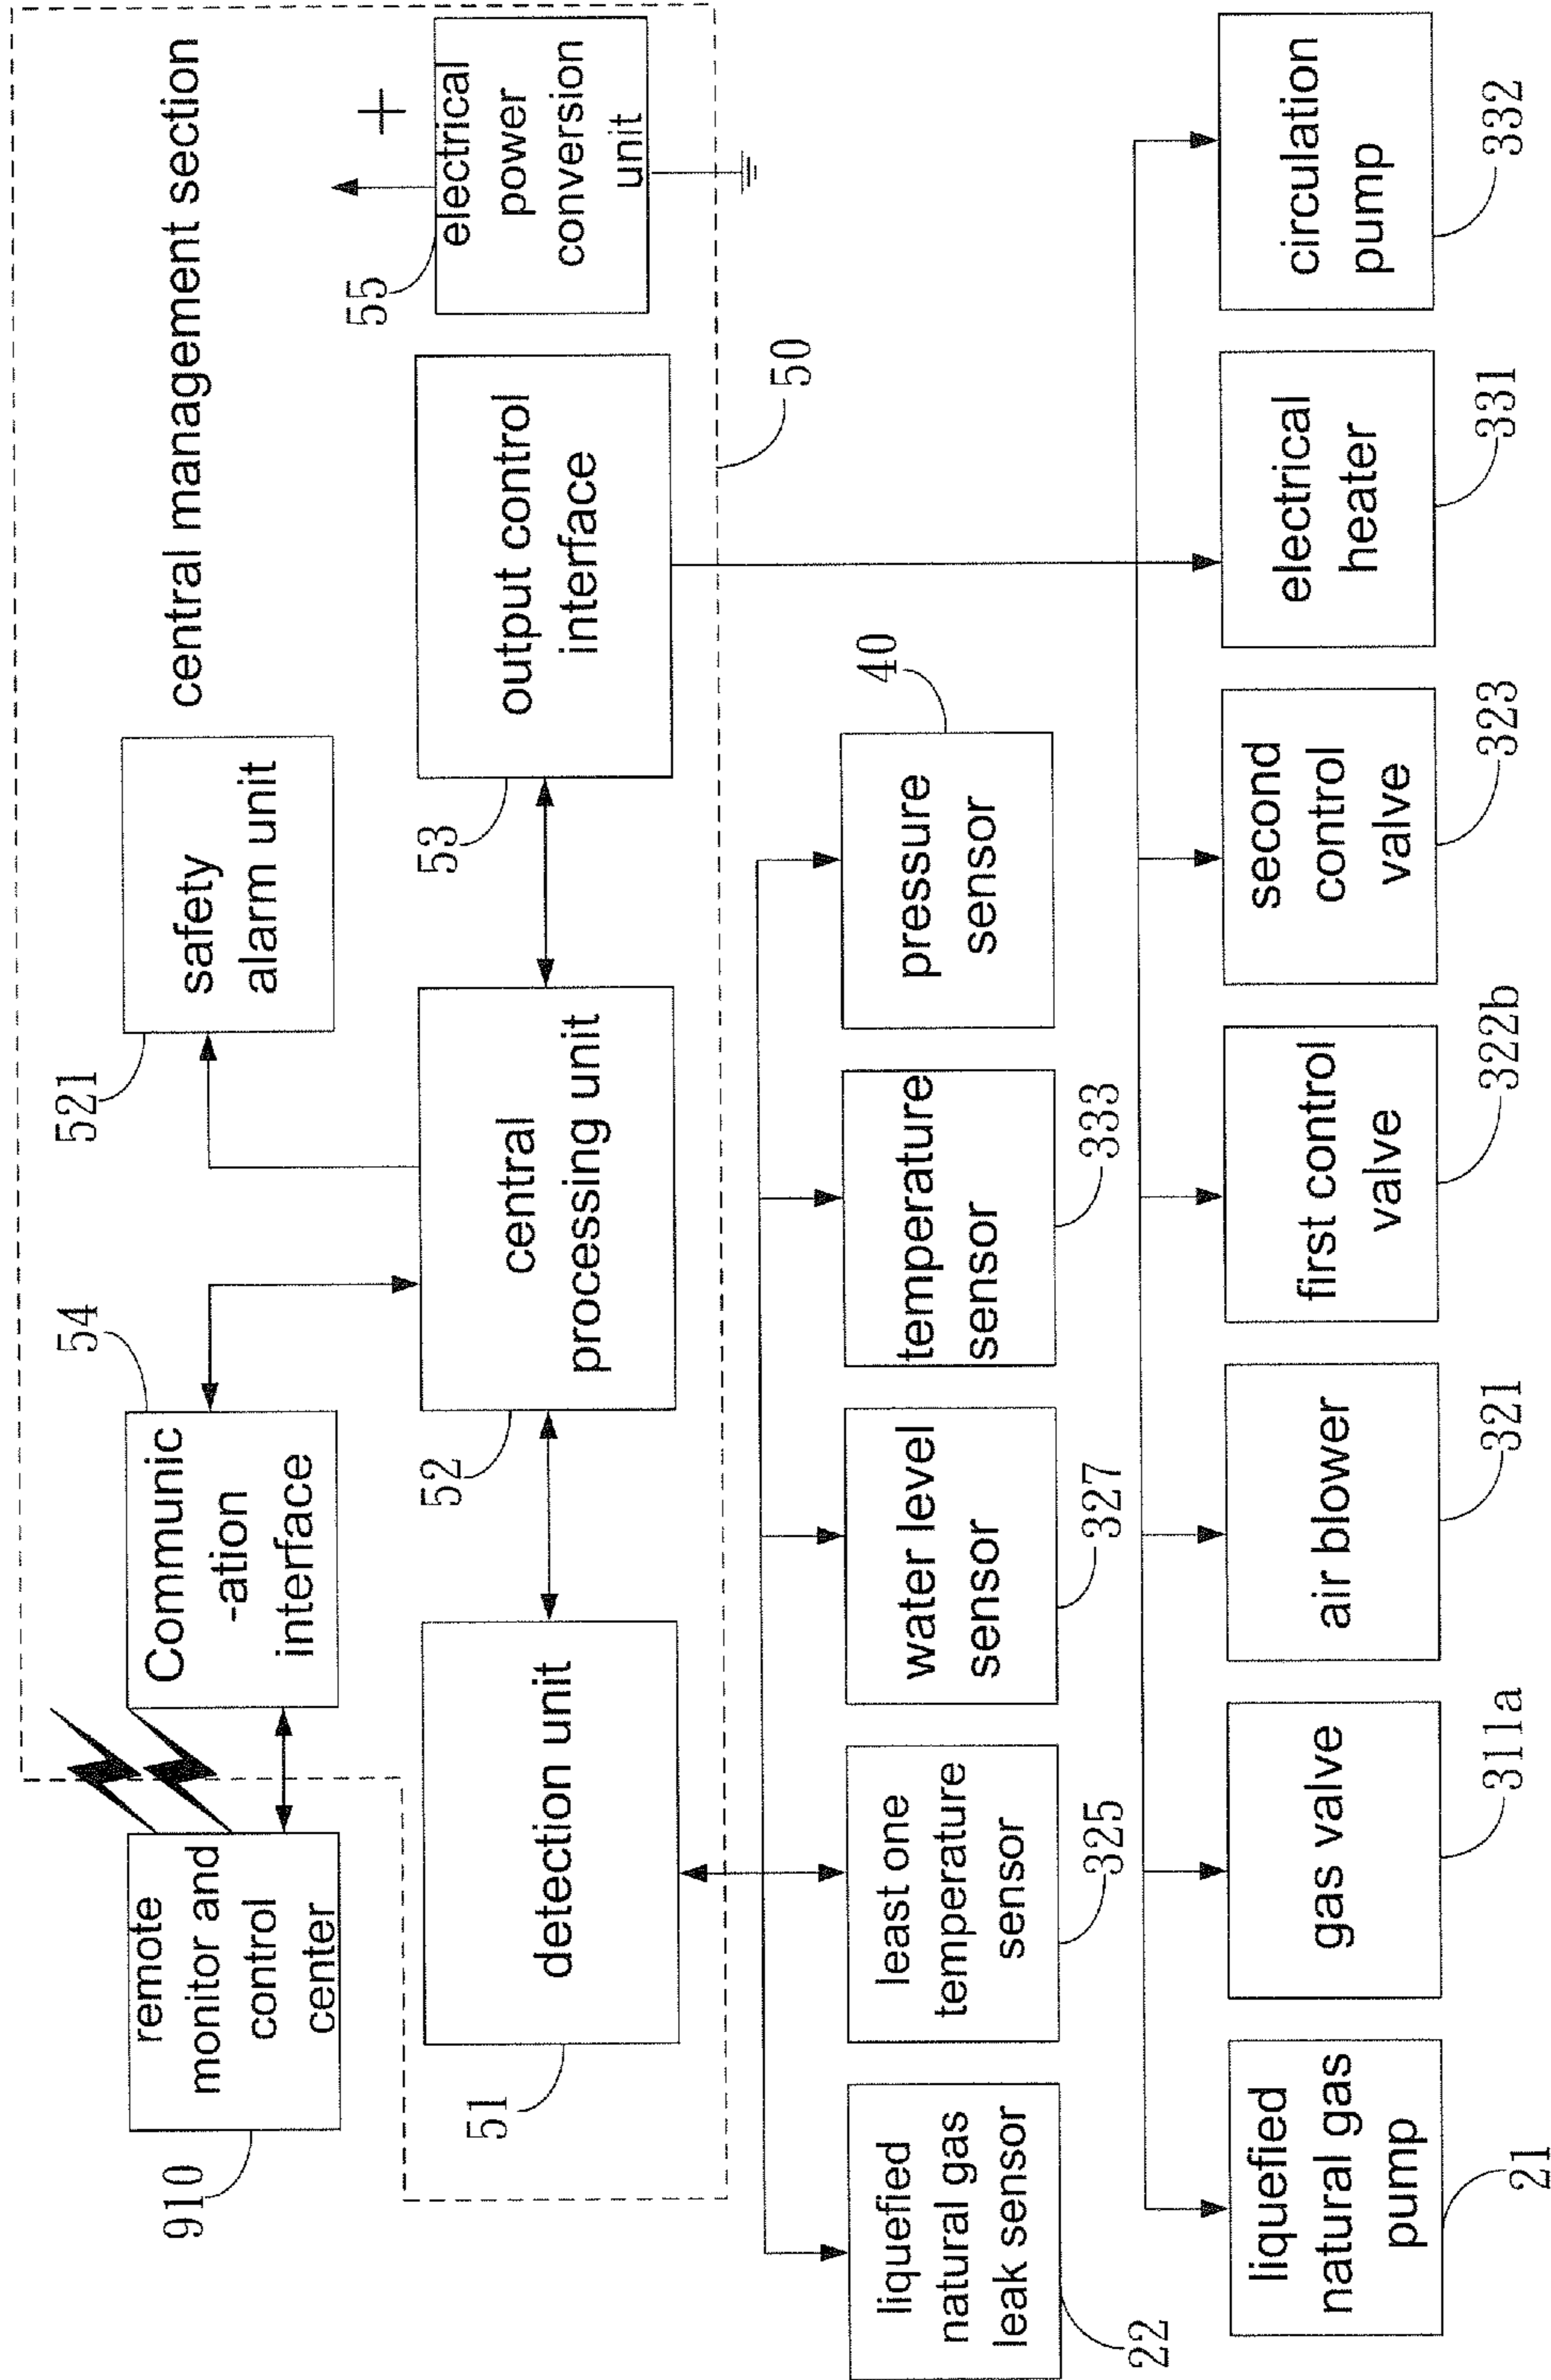 central management section
910
remote
monitor and
control
center
54
Communic
-ation
interface
521
safety
alarm unit
51
detection unit
52
central
processing unit
53
output control
interface
55
+
electrical
power
conversion
unit
50
22
liquefied
natural gas
leak sensor
least one
temperature
sensor
325
water level
sensor
327
temperature
sensor
333
pressure
sensor
40
liquefied
natural gas
pump
21
gas valve
311a
air blower
321
first control
valve
322b
second
control
valve
323
electrical
heater
331
circulation
pump
332